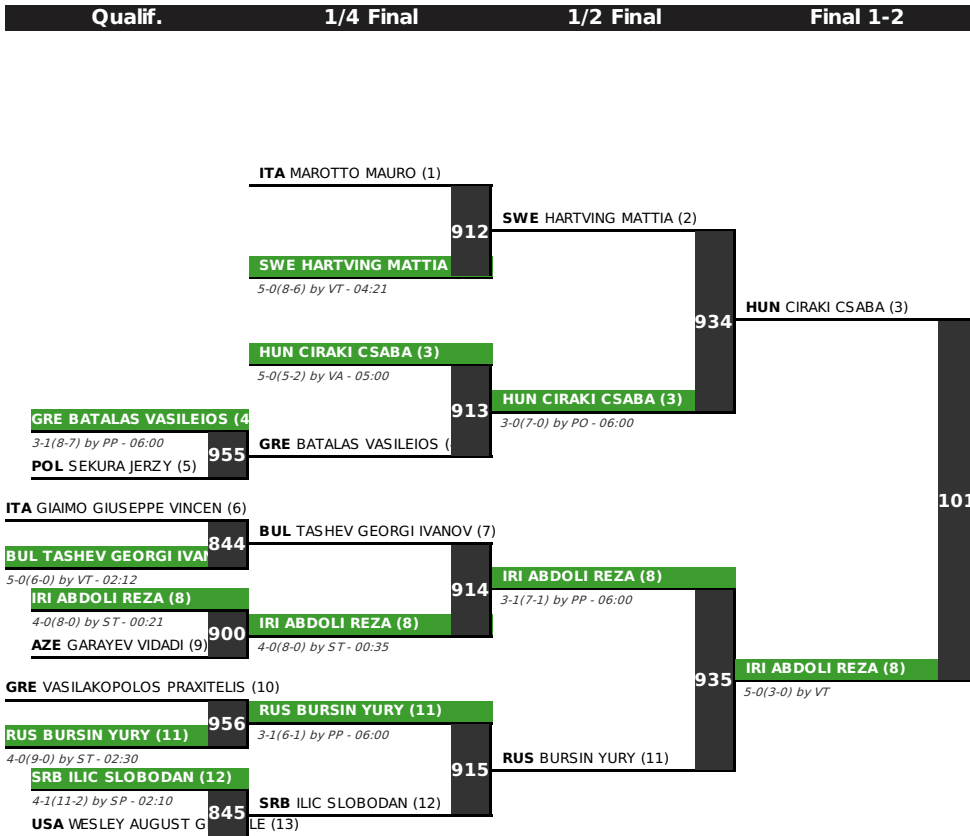 Qualif. 1/4 Final 1/2 Final Final 1-2
ITA MAROTTO MAURO (1)
912
SWE HARTVING MATTIA
5-0(8-6) by VT - 04:21
SWE HARTVING MATTIA (2)
934
HUN CIRAKI CSABA (3)
HUN CIRAKI CSABA (3)
5-0(5-2) by VA - 05:00
913
HUN CIRAKI CSABA (3)
3-0(7-0) by PO - 06:00
GRE BATALAS VASILEIOS (4
3-1(8-7) by PP - 06:00
955
POL SEKURA JERZY (5)
GRE BATALAS VASILEIOS (
101
ITA GIAIMO GIUSEPPE VINCEN (6)
844
BUL TASHEV GEORGI IVAN
5-0(6-0) by VT - 02:12
BUL TASHEV GEORGI IVANOV (7)
914
IRI ABDOLI REZA (8)
3-1(7-1) by PP - 06:00
IRI ABDOLI REZA (8)
4-0(8-0) by ST - 00:21
900
AZE GARAYEV VIDADI (9)
IRI ABDOLI REZA (8)
4-0(8-0) by ST - 00:35
935
IRI ABDOLI REZA (8)
5-0(3-0) by VT
GRE VASILAKOPOLOS PRAXITELIS (10)
956
RUS BURSIN YURY (11)
4-0(9-0) by ST - 02:30
RUS BURSIN YURY (11)
3-1(6-1) by PP - 06:00
915
RUS BURSIN YURY (11)
SRB ILIC SLOBODAN (12)
4-1(11-2) by SP - 02:10
845
USA WESLEY AUGUST G LE (13)
SRB ILIC SLOBODAN (12)